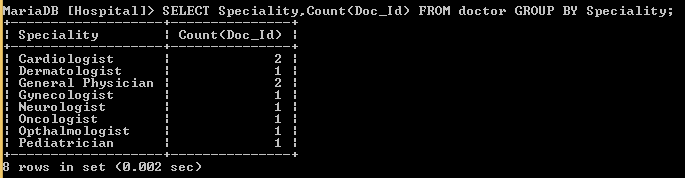 MariaDB [Hospital]> SELECT Speciality,Count(Doc_Id) FROM doctor GROUP BY Speciality;
+-------------------+---------------+
| Speciality        | Count(Doc_Id) |
+-------------------+---------------+
| Cardiologist      |             2 |
| Dermatologist     |             1 |
| General Physician |             2 |
| Gynecologist      |             1 |
| Neurologist       |             1 |
| Oncologist        |             1 |
| Opthalmologist    |             1 |
| Pediatrician      |             1 |
+-------------------+---------------+
8 rows in set (0.002 sec)